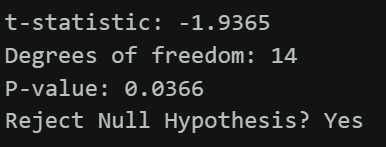 t-statistic: -1.9365
Degrees of freedom: 14
P-value: 0.0366
Reject Null Hypothesis? Yes